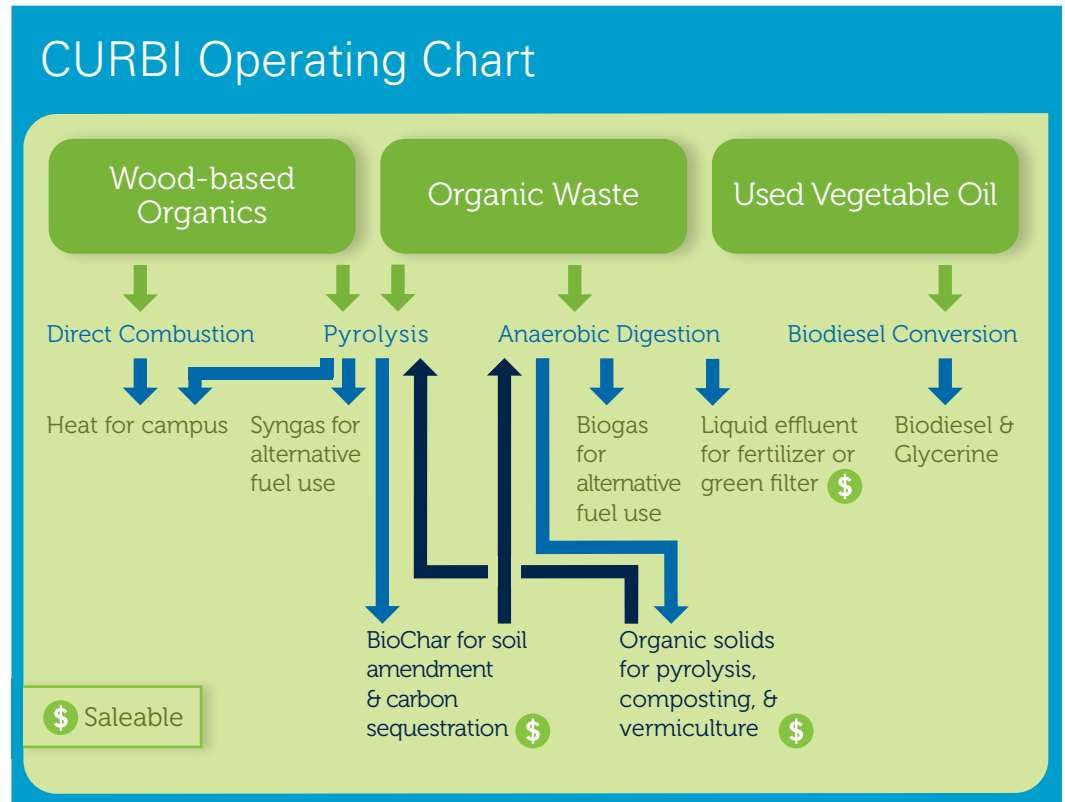 CURBI Operating Chart
Wood-based
Organics
Organic Waste
Used Vegetable Oil
Direct Combustion
Pyrolysis
Anaerobic Digestion
Biodiesel Conversion
Heat for campus
Syngas for
alternative
fuel use
Biogas
for
alternative
fuel use
Liquid effluent
for fertilizer or
green filter $
Biodiesel &
Glycerine
BioChar for soil
amendment
& carbon
sequestration $
Organic solids
for pyrolysis,
composting, &
vermiculture $
$ Saleable